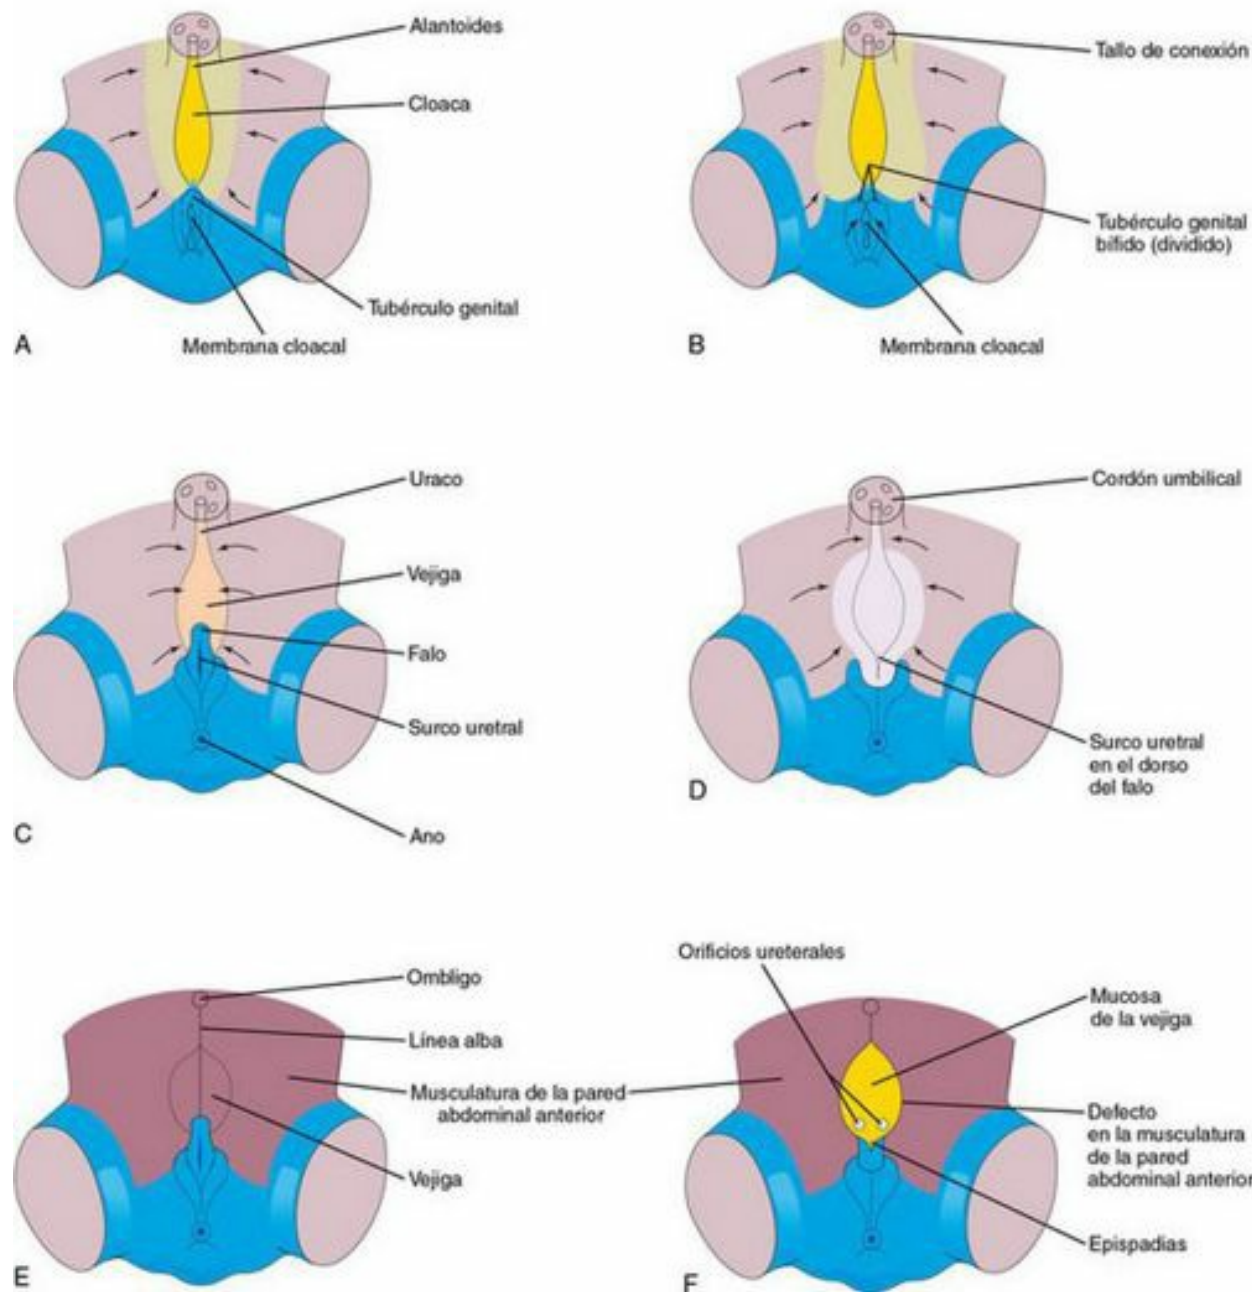 Alantoides
Cloaca
Tubérculo genital
Membrana cloacal
A
Tallo de conexión
Tubérculo genital
bífido (dividido)
Membrana cloacal
B
Uraco
Vejiga
Falo
Surco uretral
Ano
C
Cordón umbilical
Surco uretral
en el dorso
del falo
D
Ombligo
Línea alba
Musculatura de la pared
abdominal anterior
Vejiga
E
Orificios ureterales
Mucosa
de la vejiga
Defecto
en la musculatura
de la pared
abdominal anterior
Epispadias
F